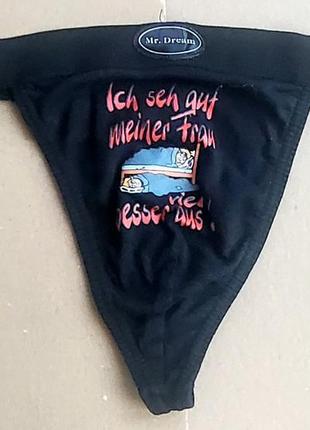 Mr. Dream
Ich seh auf
meiner Frau
viel
besser aus!